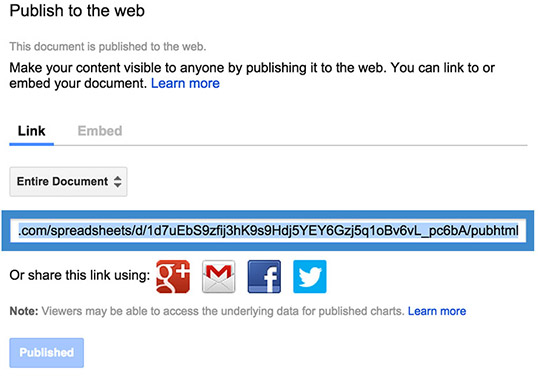 Publish to the web
This document is published to the web.
Make your content visible to anyone by publishing it to the web. You can link to or
embed your document. Learn more
Link Embed
Entire Document
.com/spreadsheets/d/1d7uEbS9zfij3hK9s9Hdj5YEY6Gzj5q1oBv6vL_pc6bA/pubhtml
Or share this link using: g+ M f
Note: Viewers may be able to access the underlying data for published charts. Learn more
Published